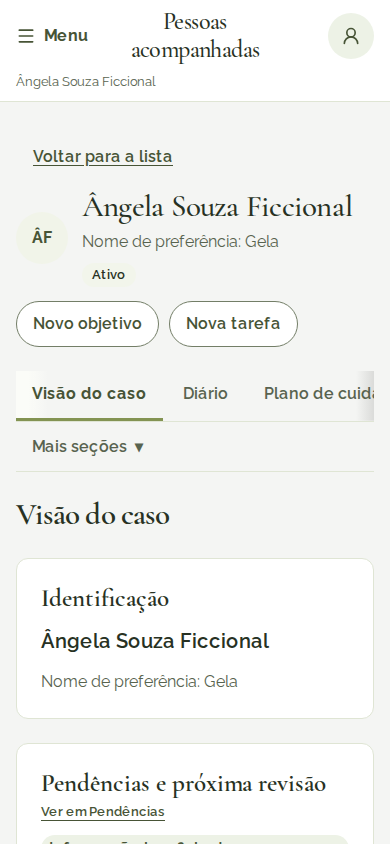 Menu
Pessoas
acompanhadas
Ângela Souza Ficcional
Voltar para a lista
ÂF
Ângela Souza Ficcional
Nome de preferência: Gela
Ativo
Novo objetivo
Nova tarefa
Visão do caso
Diário
Plano de cuida
Mais seções ▼
Visão do caso
Identificação
Ângela Souza Ficcional
Nome de preferência: Gela
Pendências e próxima revisão
Ver em Pendências